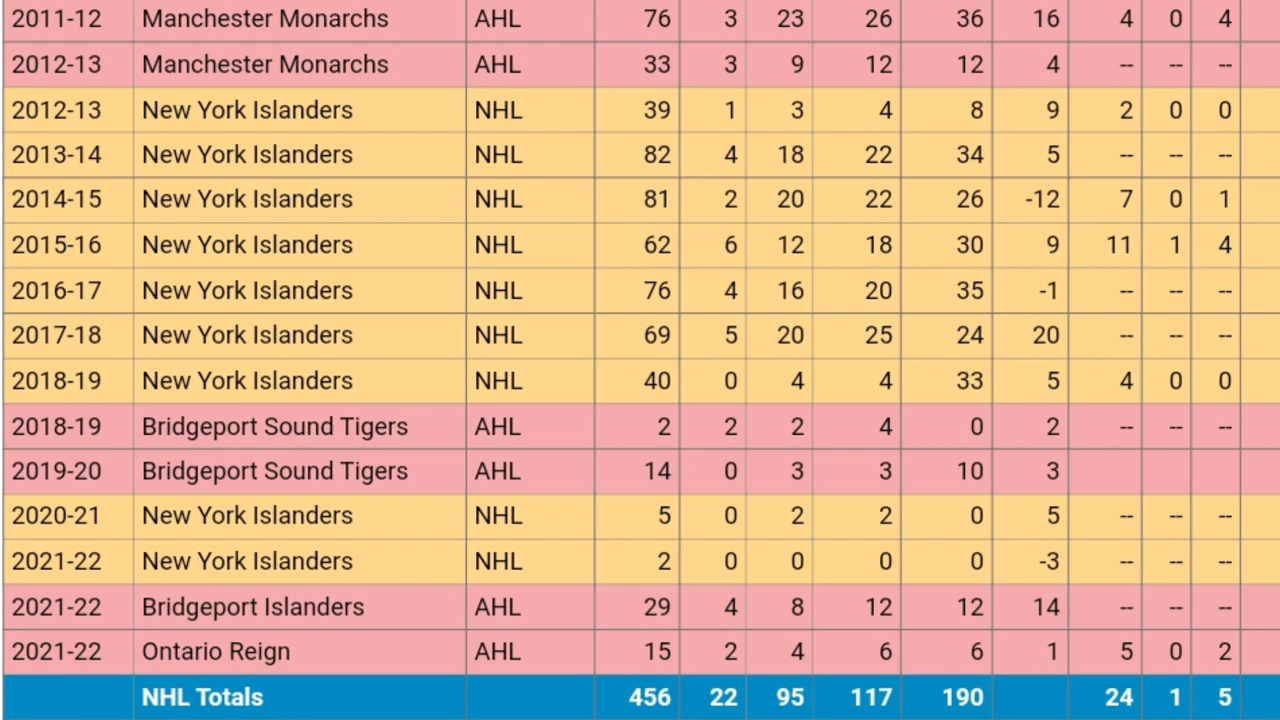 2011-12 Manchester Monarchs AHL 76 3 23 26 36 16 4 0 4
2012-13 Manchester Monarchs AHL 33 3 9 12 12 4 -- -- --
2012-13 New York Islanders NHL 39 1 3 4 8 9 2 0 0
2013-14 New York Islanders NHL 82 4 18 22 34 5 -- -- --
2014-15 New York Islanders NHL 81 2 20 22 26 -12 7 0 1
2015-16 New York Islanders NHL 62 6 12 18 30 9 11 1 4
2016-17 New York Islanders NHL 76 4 16 20 35 -1 -- -- --
2017-18 New York Islanders NHL 69 5 20 25 24 20 -- -- --
2018-19 New York Islanders NHL 40 0 4 4 33 5 4 0 0
2018-19 Bridgeport Sound Tigers AHL 2 2 2 4 0 2 -- -- --
2019-20 Bridgeport Sound Tigers AHL 14 0 3 3 10 3
2020-21 New York Islanders NHL 5 0 2 2 0 5 -- -- --
2021-22 New York Islanders NHL 2 0 0 0 0 -3 -- -- --
2021-22 Bridgeport Islanders AHL 29 4 8 12 12 14 -- -- --
2021-22 Ontario Reign AHL 15 2 4 6 6 1 5 0 2
NHL Totals 456 22 95 117 190 24 1 5